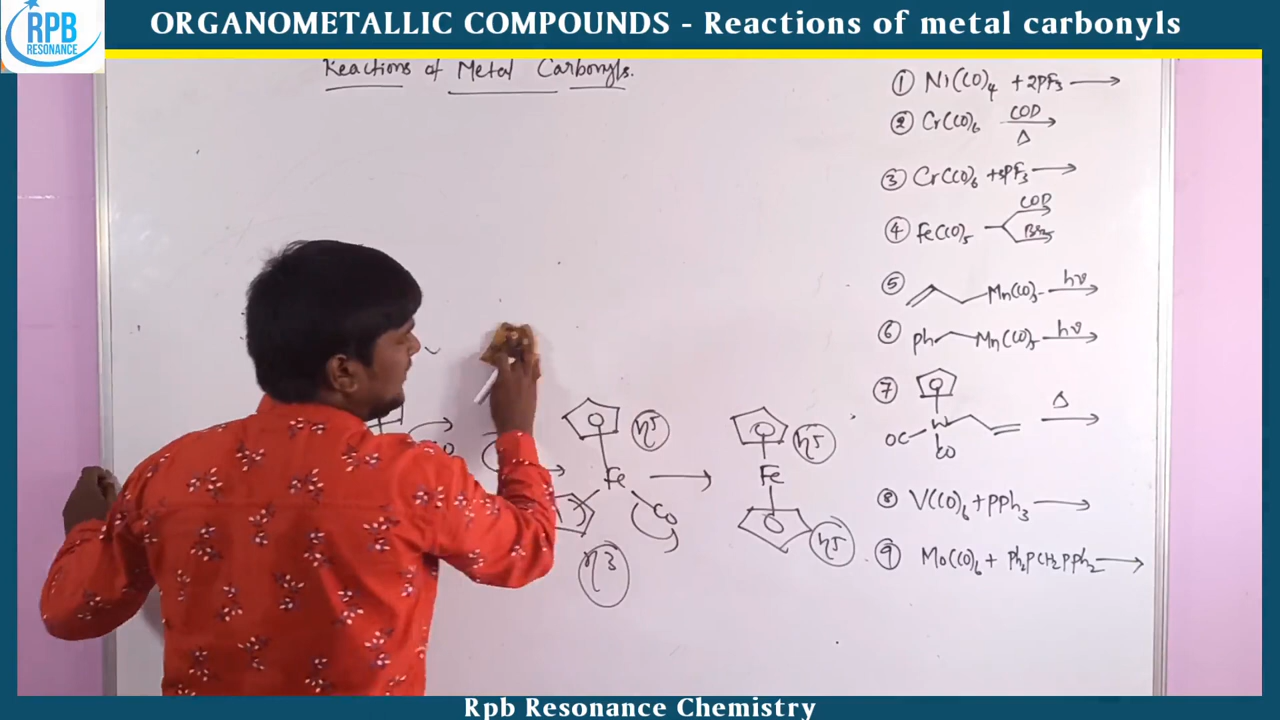 RPB
RESONANCE
ORGANOMETALLIC COMPOUNDS - Reactions of metal carbonyls
Reactions of Metal Carbonyls.
① Ni(CO)₄ + 2PF₃ ⟶
② Cr(CO)₆ COD Δ ⟶
③ Cr(CO)₆ + 3PF₃ ⟶
④ Fe(CO)₅ COD
Br₂
⑤ Mn(CO)₅ hν ⟶
⑥ ph Mn(CO)₅ hν ⟶
⑦ OC W CO Δ ⟶
⑧ V(CO)₆ + pph₃ ⟶
⑨ Mo(CO)₆ + Ph₂PCH₂PPh₂ ⟶
η5
Fe
CO
η3
η5
Fe
η5
Rpb Resonance Chemistry